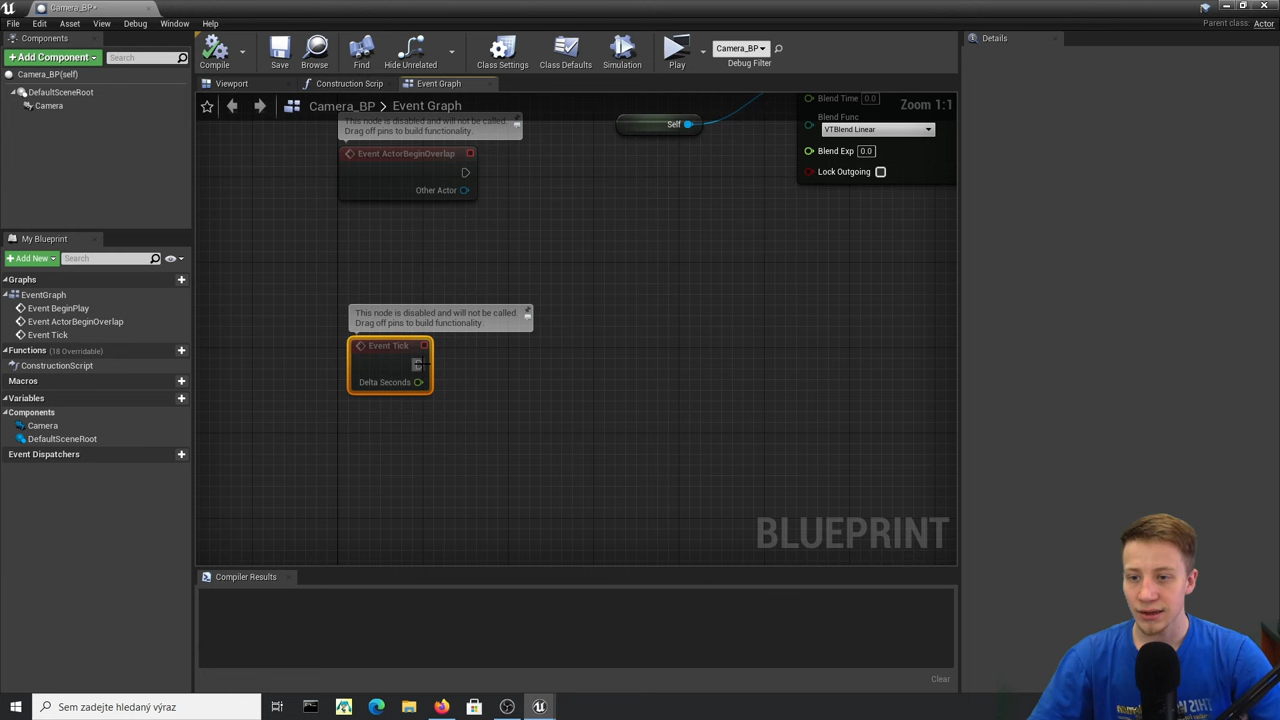 Camera_BP*
File Edit Asset View Debug Window Help
Parent class: Actor
Components
+Add Component
Search
Camera_BP(self)
DefaultSceneRoot
Camera
Compile
Save
Browse
Find
Hide Unrelated
Class Settings
Class Defaults
Simulation
Play
Camera_BP
Debug Filter
Viewport
Construction Scrip
Event Graph
Camera_BP > Event Graph
Zoom 1:1
This node is disabled and will not be called.
Drag off pins to build functionality.
Event ActorBeginOverlap
Other Actor
Self
Blend Time 0.0
Blend Func
VTBlend Linear
Blend Exp 0.0
Lock Outgoing
This node is disabled and will not be called.
Drag off pins to build functionality.
Event Tick
Delta Seconds
BLUEPRINT
My Blueprint
+Add New
Search
Graphs
EventGraph
Event BeginPlay
Event ActorBeginOverlap
Event Tick
Functions (18 Overridable)
ConstructionScript
Macros
Variables
Components
Camera
DefaultSceneRoot
Event Dispatchers
Compiler Results
Clear
Details
Sem zadejte hledaný výraz